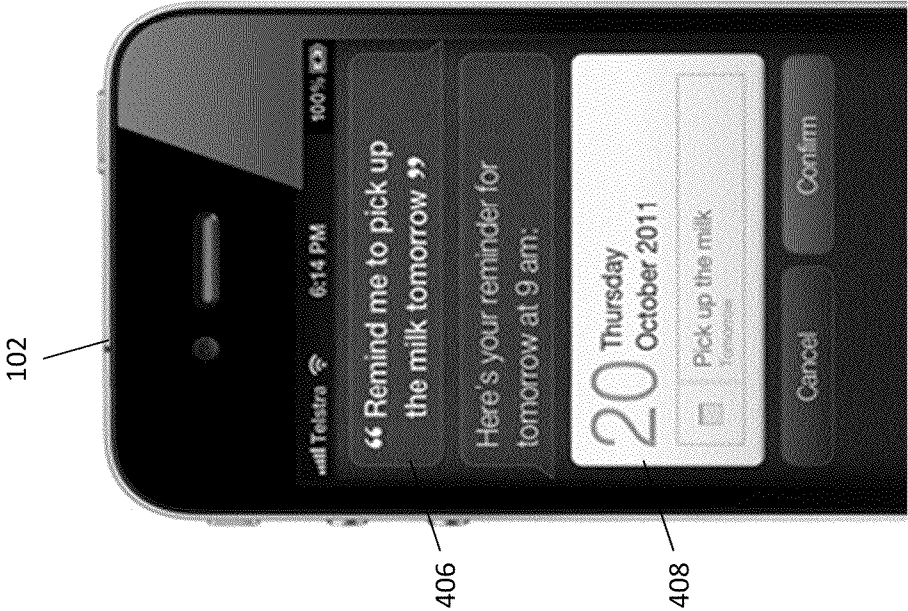 102
Telstra 6:14 PM 100%
“ Remind me to pick up
the milk tomorrow ”
406
Here's your reminder for
tomorrow at 9 am:
20 Thursday
October 2011
408
Pick up the milk
Cancel Confirm